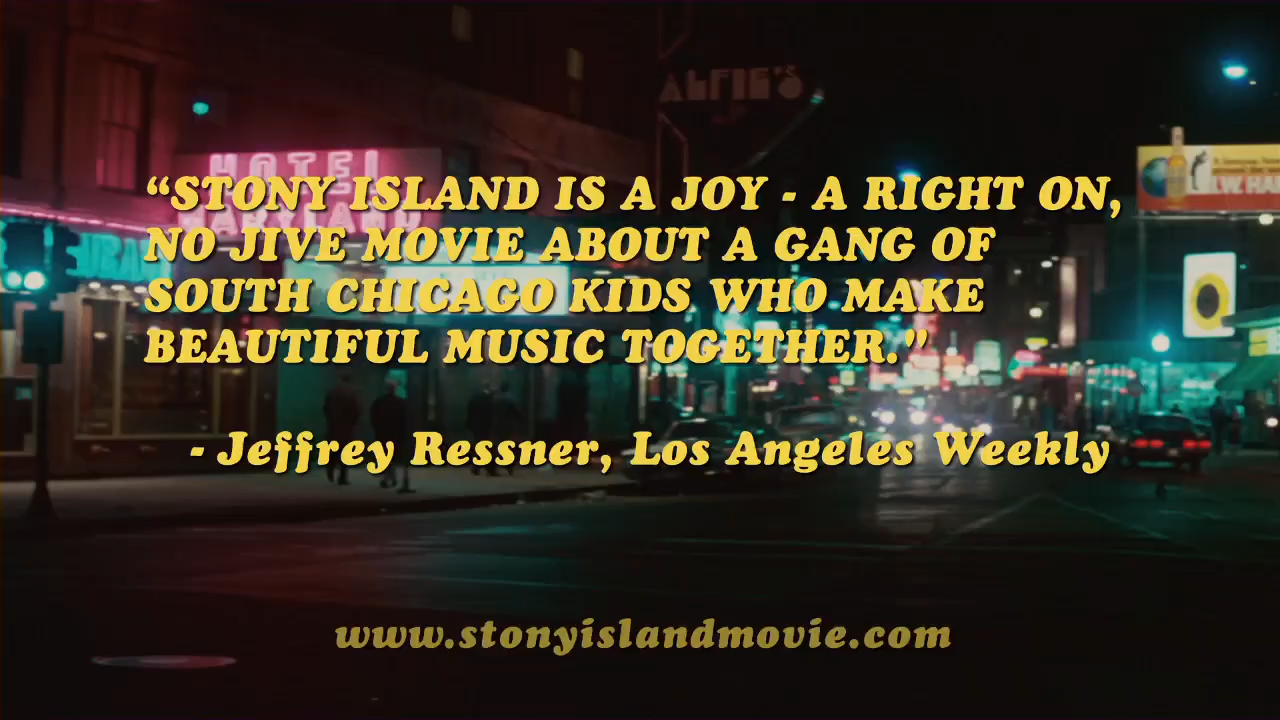 ALFIE'S
HOTEL
MARYLAND
“STONY ISLAND IS A JOY - A RIGHT ON,
NO JIVE MOVIE ABOUT A GANG OF
SOUTH CHICAGO KIDS WHO MAKE
BEAUTIFUL MUSIC TOGETHER."
- Jeffrey Ressner, Los Angeles Weekly
www.stonyislandmovie.com